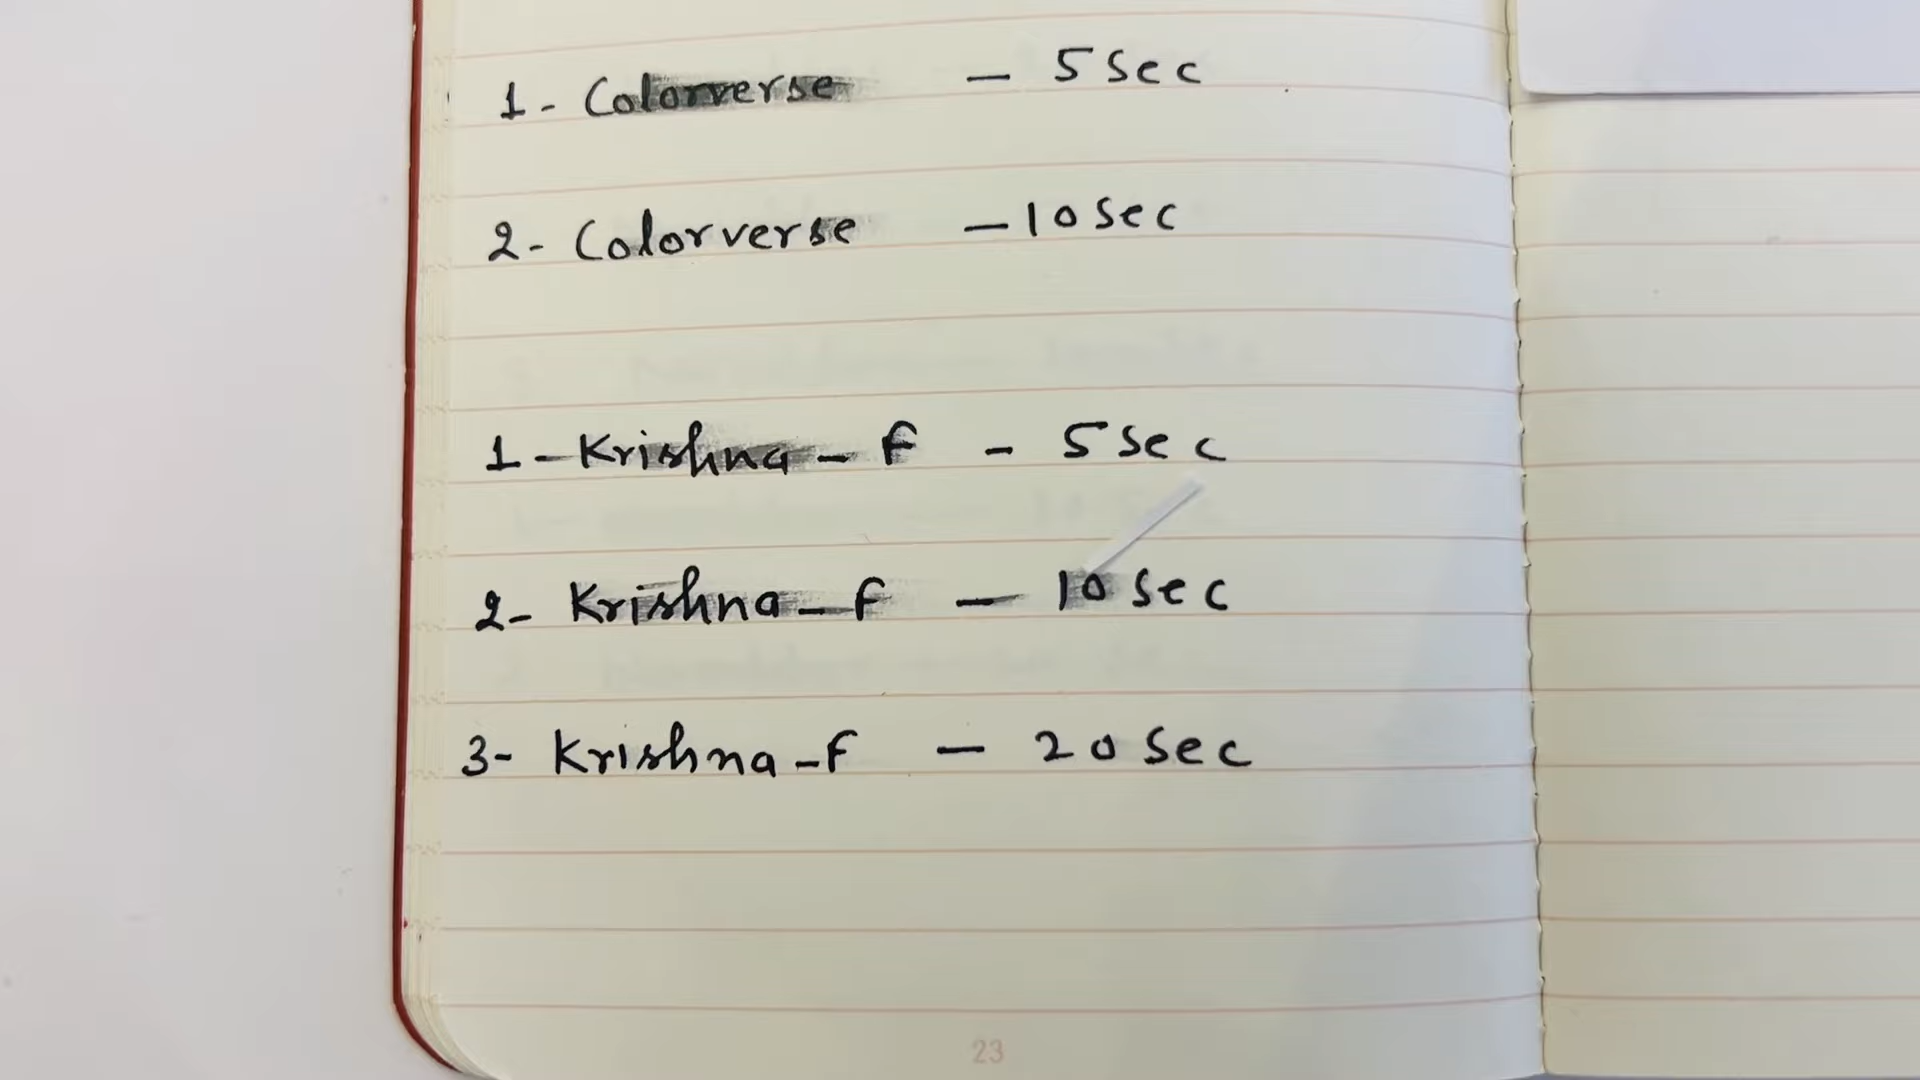 1 - Colorverse — 5 Sec
2 - Colorverse — 10 Sec
1 - Krishna - F - 5 Sec
2 - Krishna - F — 10 Sec
3 - Krishna - F — 20 Sec
23